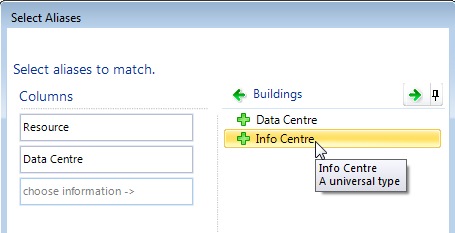 Select Aliases
Select aliases to match.
Columns
Resource
Data Centre
choose information ->
Buildings
Data Centre
Info Centre
Info Centre
A universal type